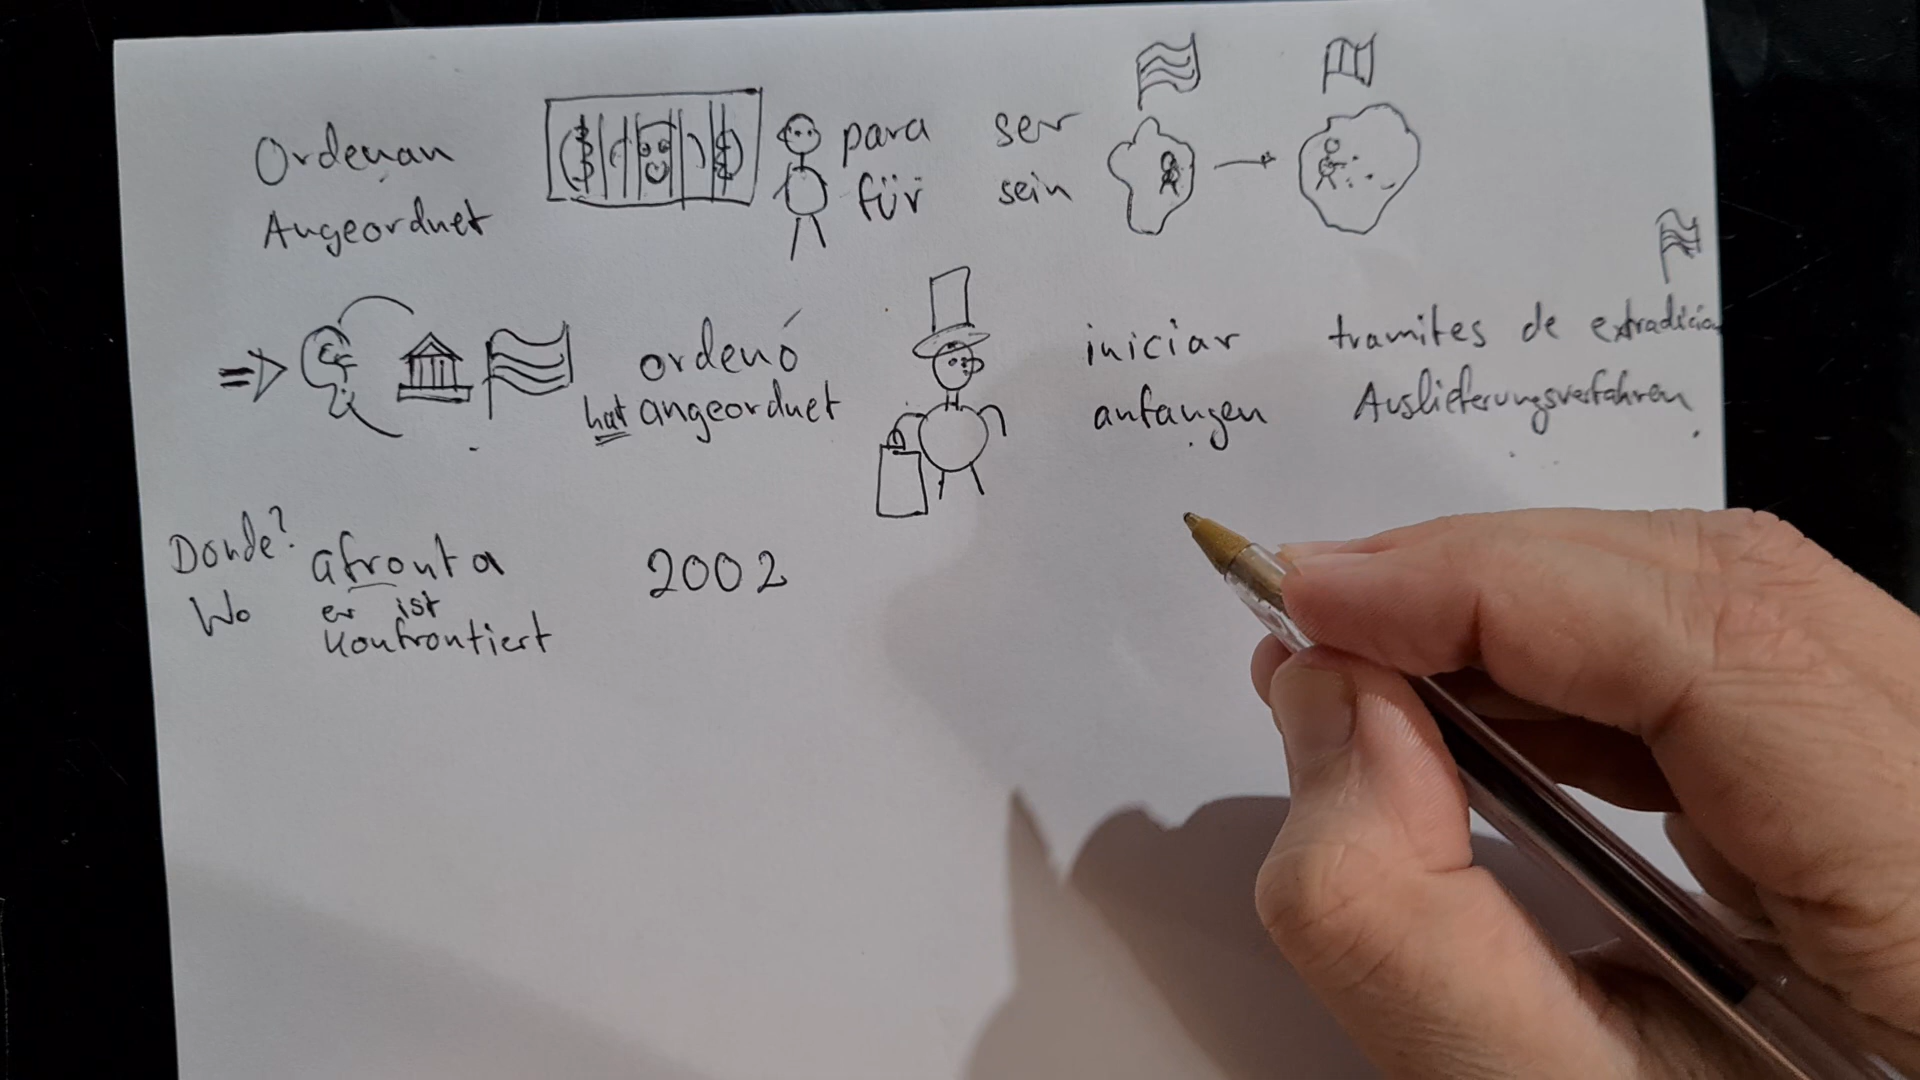 Ordenan para ser
Angeordnet für sein
ordenó iniciar tramites de extradición
hat angeordnet anfangen Auslieferungsverfahren
Donde? afronta 2002
Wo er ist
konfrontiert